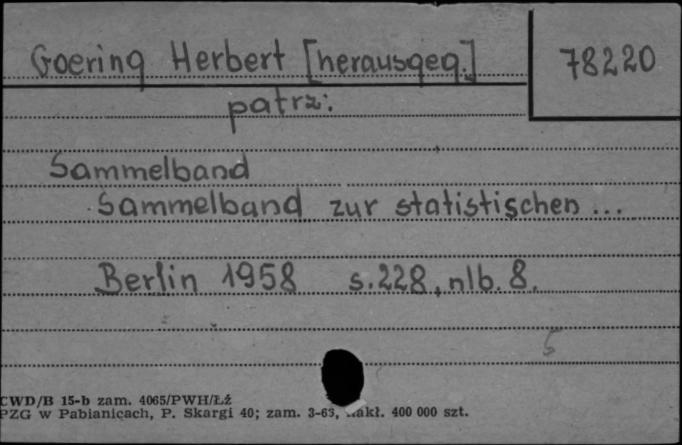 Goering Herbert [herausgeg.] 78220
patrz:
Sammelband
Sammelband zur statistischen...
Berlin 1958 s.228, nlb. 8.
5
CWD/B 15-b zam. 4065/PWH/Łź
PZG w Pabianicach, P. Skargi 40; zam. 3-63, nakł. 400 000 szt.